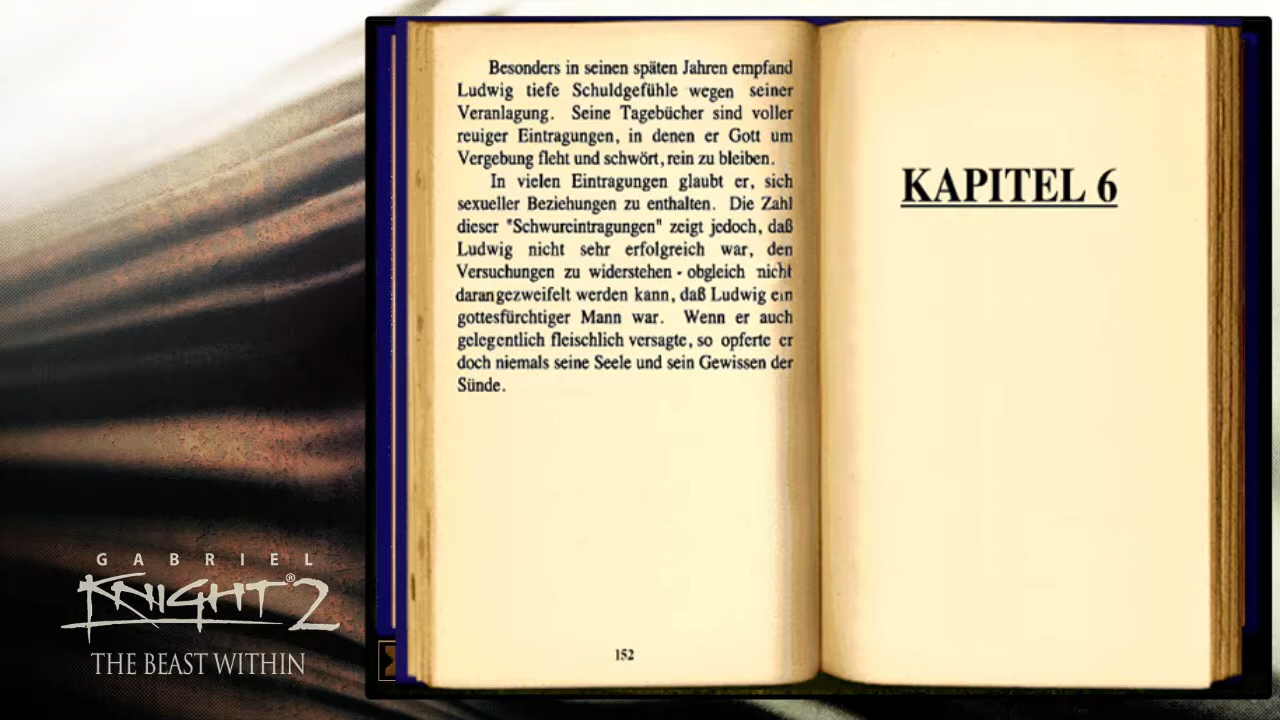 Besonders in seinen späten Jahren empfand
Ludwig tiefe Schuldgefühle wegen seiner
Veranlagung. Seine Tagebücher sind voller
reuiger Eintragungen, in denen er Gott um
Vergebung fleht und schwört, rein zu bleiben.
In vielen Eintragungen glaubt er, sich
sexueller Beziehungen zu enthalten. Die Zahl
dieser "Schwureintragungen" zeigt jedoch, daß
Ludwig nicht sehr erfolgreich war, den
Versuchungen zu widerstehen - obgleich nicht
daran gezweifelt werden kann, daß Ludwig ein
gottesfürchtiger Mann war. Wenn er auch
gelegentlich fleischlich versagte, so opferte er
doch niemals seine Seele und sein Gewissen der
Sünde.
152
KAPITEL 6
GABRIEL
KNIGHT® 2
THE BEAST WITHIN